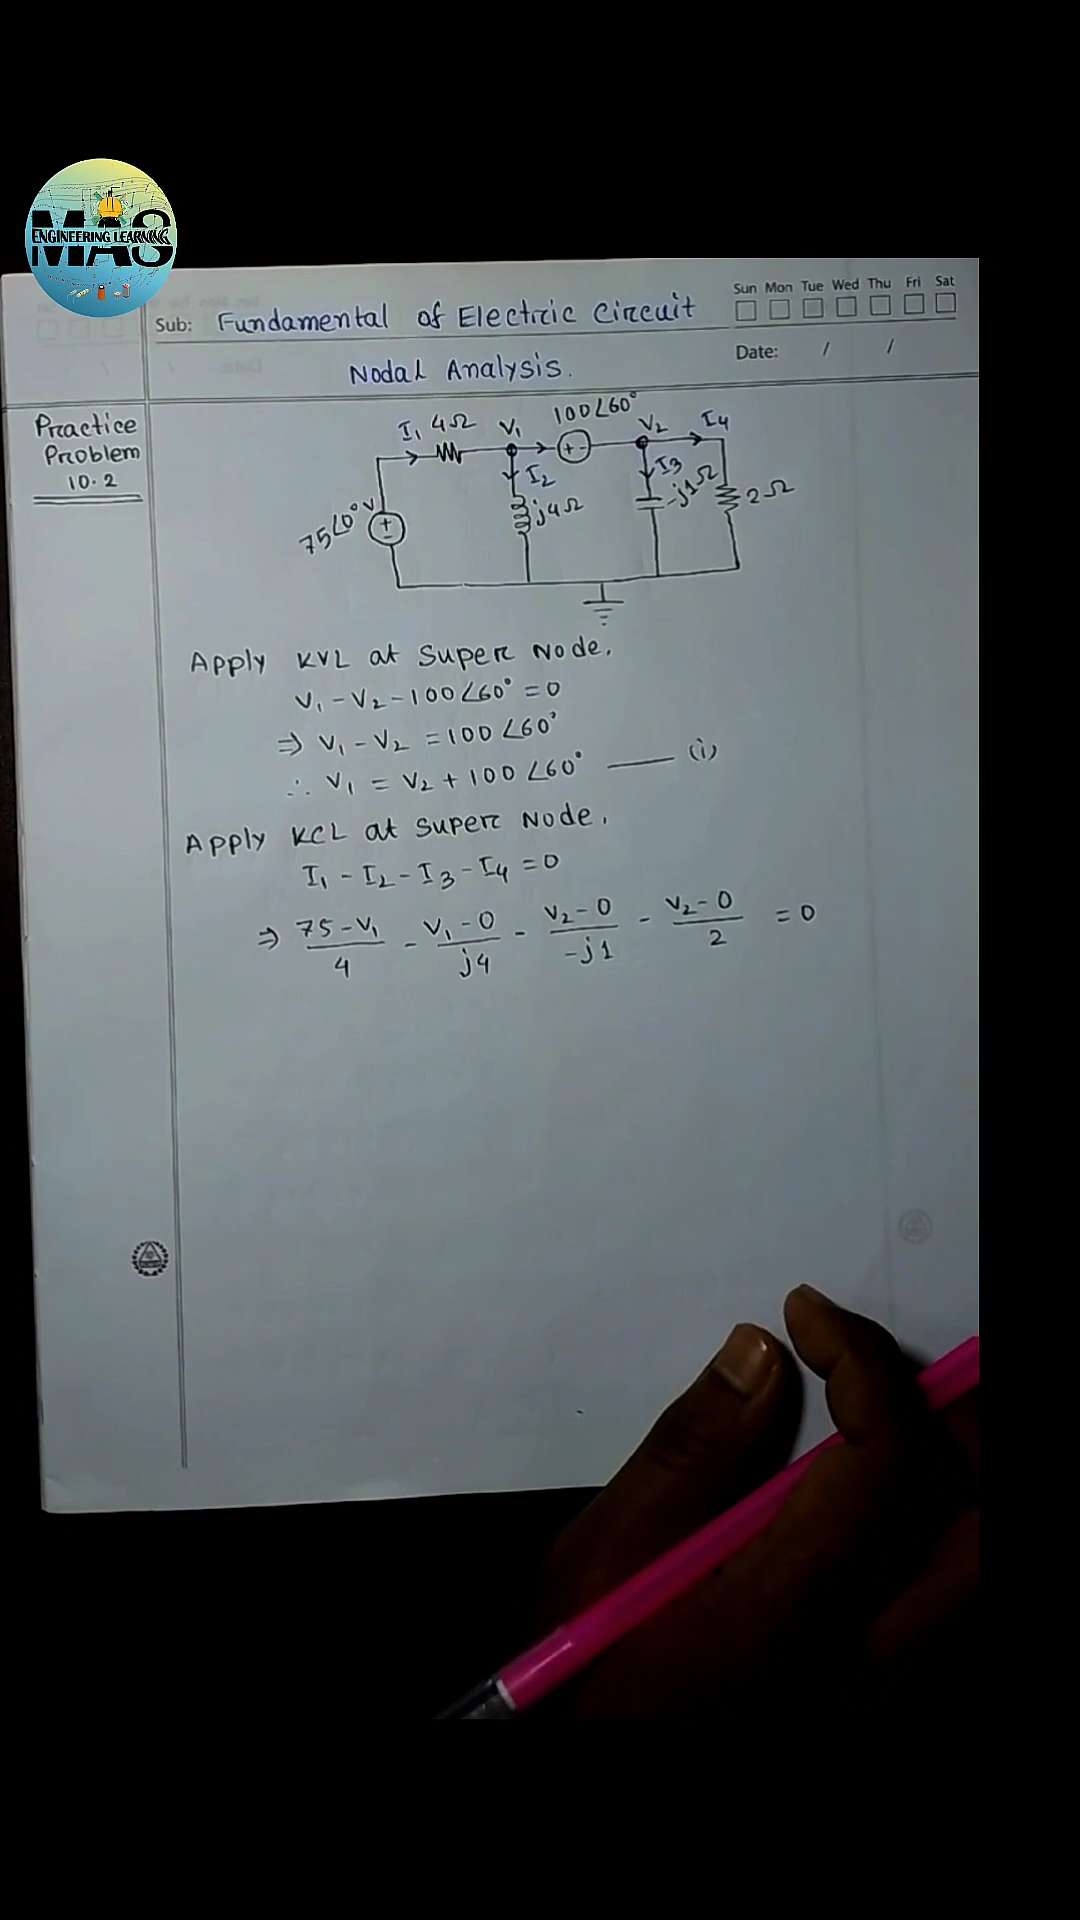 MAS
ENGINEERING LEARNING
Sun Mon Tue Wed Thu Fri Sat
Sub: Fundamental of Electric Circuit
Date: / /
Nodal Analysis.
Practice
Problem
10.2
I₁ 4Ω V₁ 100∠60° V₂ I₄
75∠0° V I₂ j4Ω I₃ -j1Ω 2Ω
+ -
+ -
Apply KVL at Super Node.
V₁ - V₂ - 100∠60° = 0
⇒ V₁ - V₂ = 100∠60°
∴ V₁ = V₂ + 100∠60° —— (i)
Apply KCL at Super Node.
I₁ - I₂ - I₃ - I₄ = 0
⇒ (75 - V₁)/4 - (V₁ - 0)/j4 - (V₂ - 0)/-j1 - (V₂ - 0)/2 = 0